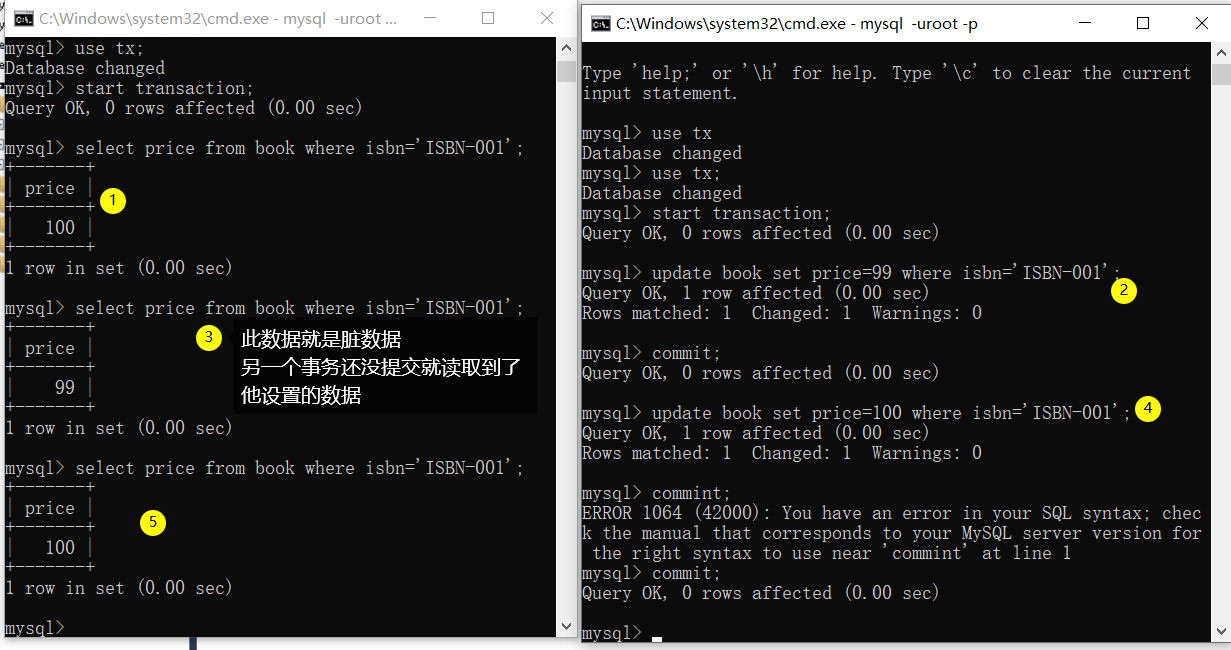 C:\Windows\system32\cmd.exe - mysql  -uroot ...
mysql> use tx;
Database changed
mysql> start transaction;
Query OK, 0 rows affected (0.00 sec)
mysql> select price from book where isbn='ISBN-001';
+-------+
| price |
+-------+
|   100 |
+-------+
1 row in set (0.00 sec)
1
mysql> select price from book where isbn='ISBN-001';
+-------+
| price |
+-------+
|    99 |
+-------+
1 row in set (0.00 sec)
3
此数据就是脏数据
另一个事务还没提交就读取到了
他设置的数据
mysql> select price from book where isbn='ISBN-001';
+-------+
| price |
+-------+
|   100 |
+-------+
1 row in set (0.00 sec)
5
mysql>
C:\Windows\system32\cmd.exe - mysql  -uroot -p
Type 'help;' or '\h' for help. Type '\c' to clear the current
input statement.
mysql> use tx
Database changed
mysql> use tx;
Database changed
mysql> start transaction;
Query OK, 0 rows affected (0.00 sec)
mysql> update book set price=99 where isbn='ISBN-001';
2
Query OK, 1 row affected (0.00 sec)
Rows matched: 1  Changed: 1  Warnings: 0
mysql> commit;
Query OK, 0 rows affected (0.00 sec)
mysql> update book set price=100 where isbn='ISBN-001';
4
Query OK, 1 row affected (0.00 sec)
Rows matched: 1  Changed: 1  Warnings: 0
mysql> commint;
ERROR 1064 (42000): You have an error in your SQL syntax; chec
k the manual that corresponds to your MySQL server version for
 the right syntax to use near 'commint' at line 1
mysql> commit;
Query OK, 0 rows affected (0.00 sec)
mysql>